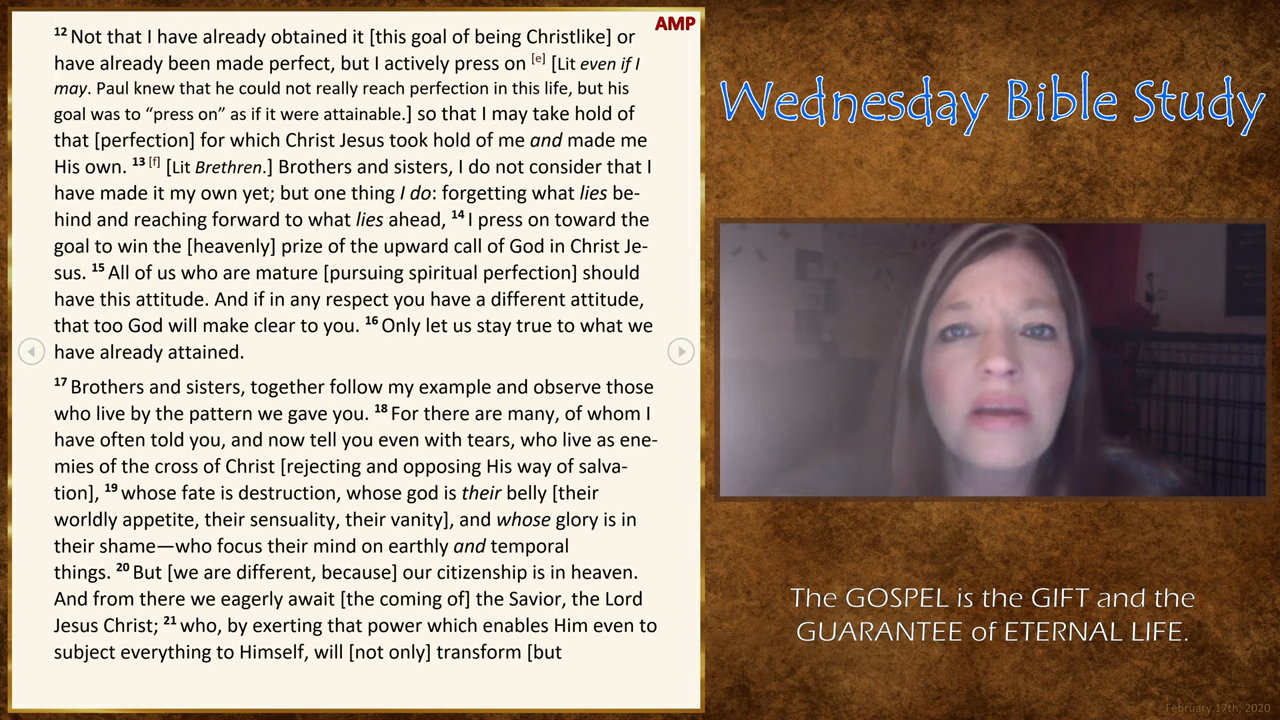 AMP
12 Not that I have already obtained it [this goal of being Christlike] or
have already been made perfect, but I actively press on [e] [Lit even if I
may. Paul knew that he could not really reach perfection in this life, but his
goal was to “press on” as if it were attainable.] so that I may take hold of
that [perfection] for which Christ Jesus took hold of me and made me
His own. 13 [f] [Lit Brethren.] Brothers and sisters, I do not consider that I
have made it my own yet; but one thing I do: forgetting what lies be-
hind and reaching forward to what lies ahead, 14 I press on toward the
goal to win the [heavenly] prize of the upward call of God in Christ Je-
sus. 15 All of us who are mature [pursuing spiritual perfection] should
have this attitude. And if in any respect you have a different attitude,
that too God will make clear to you. 16 Only let us stay true to what we
have already attained.
17 Brothers and sisters, together follow my example and observe those
who live by the pattern we gave you. 18 For there are many, of whom I
have often told you, and now tell you even with tears, who live as ene-
mies of the cross of Christ [rejecting and opposing His way of salva-
tion], 19 whose fate is destruction, whose god is their belly [their
worldly appetite, their sensuality, their vanity], and whose glory is in
their shame—who focus their mind on earthly and temporal
things. 20 But [we are different, because] our citizenship is in heaven.
And from there we eagerly await [the coming of] the Savior, the Lord
Jesus Christ; 21 who, by exerting that power which enables Him even to
subject everything to Himself, will [not only] transform [but
Wednesday Bible Study
The GOSPEL is the GIFT and the
GUARANTEE of ETERNAL LIFE.
February 17th, 2020